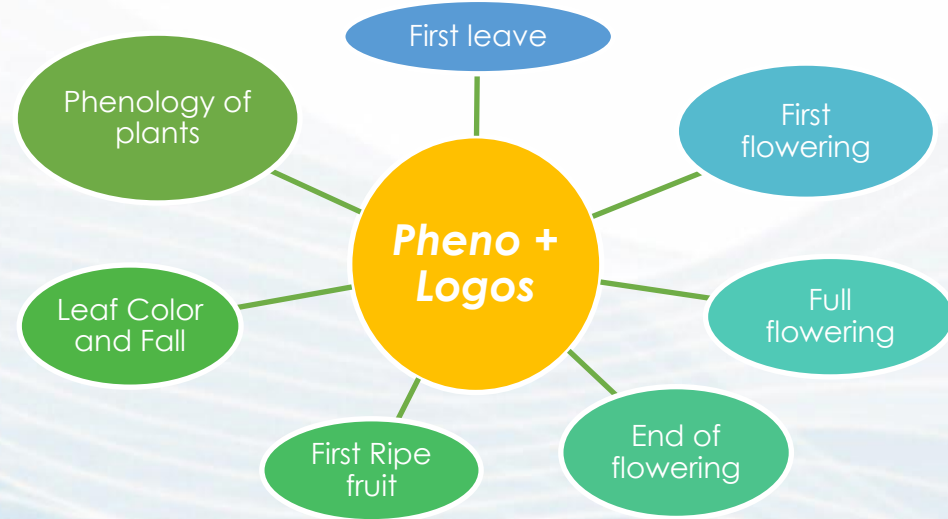 First leave
Phenology of
plants
First
flowering
Pheno +
Logos
Leaf Color
and Fall
Full
flowering
First Ripe
fruit
End of
flowering